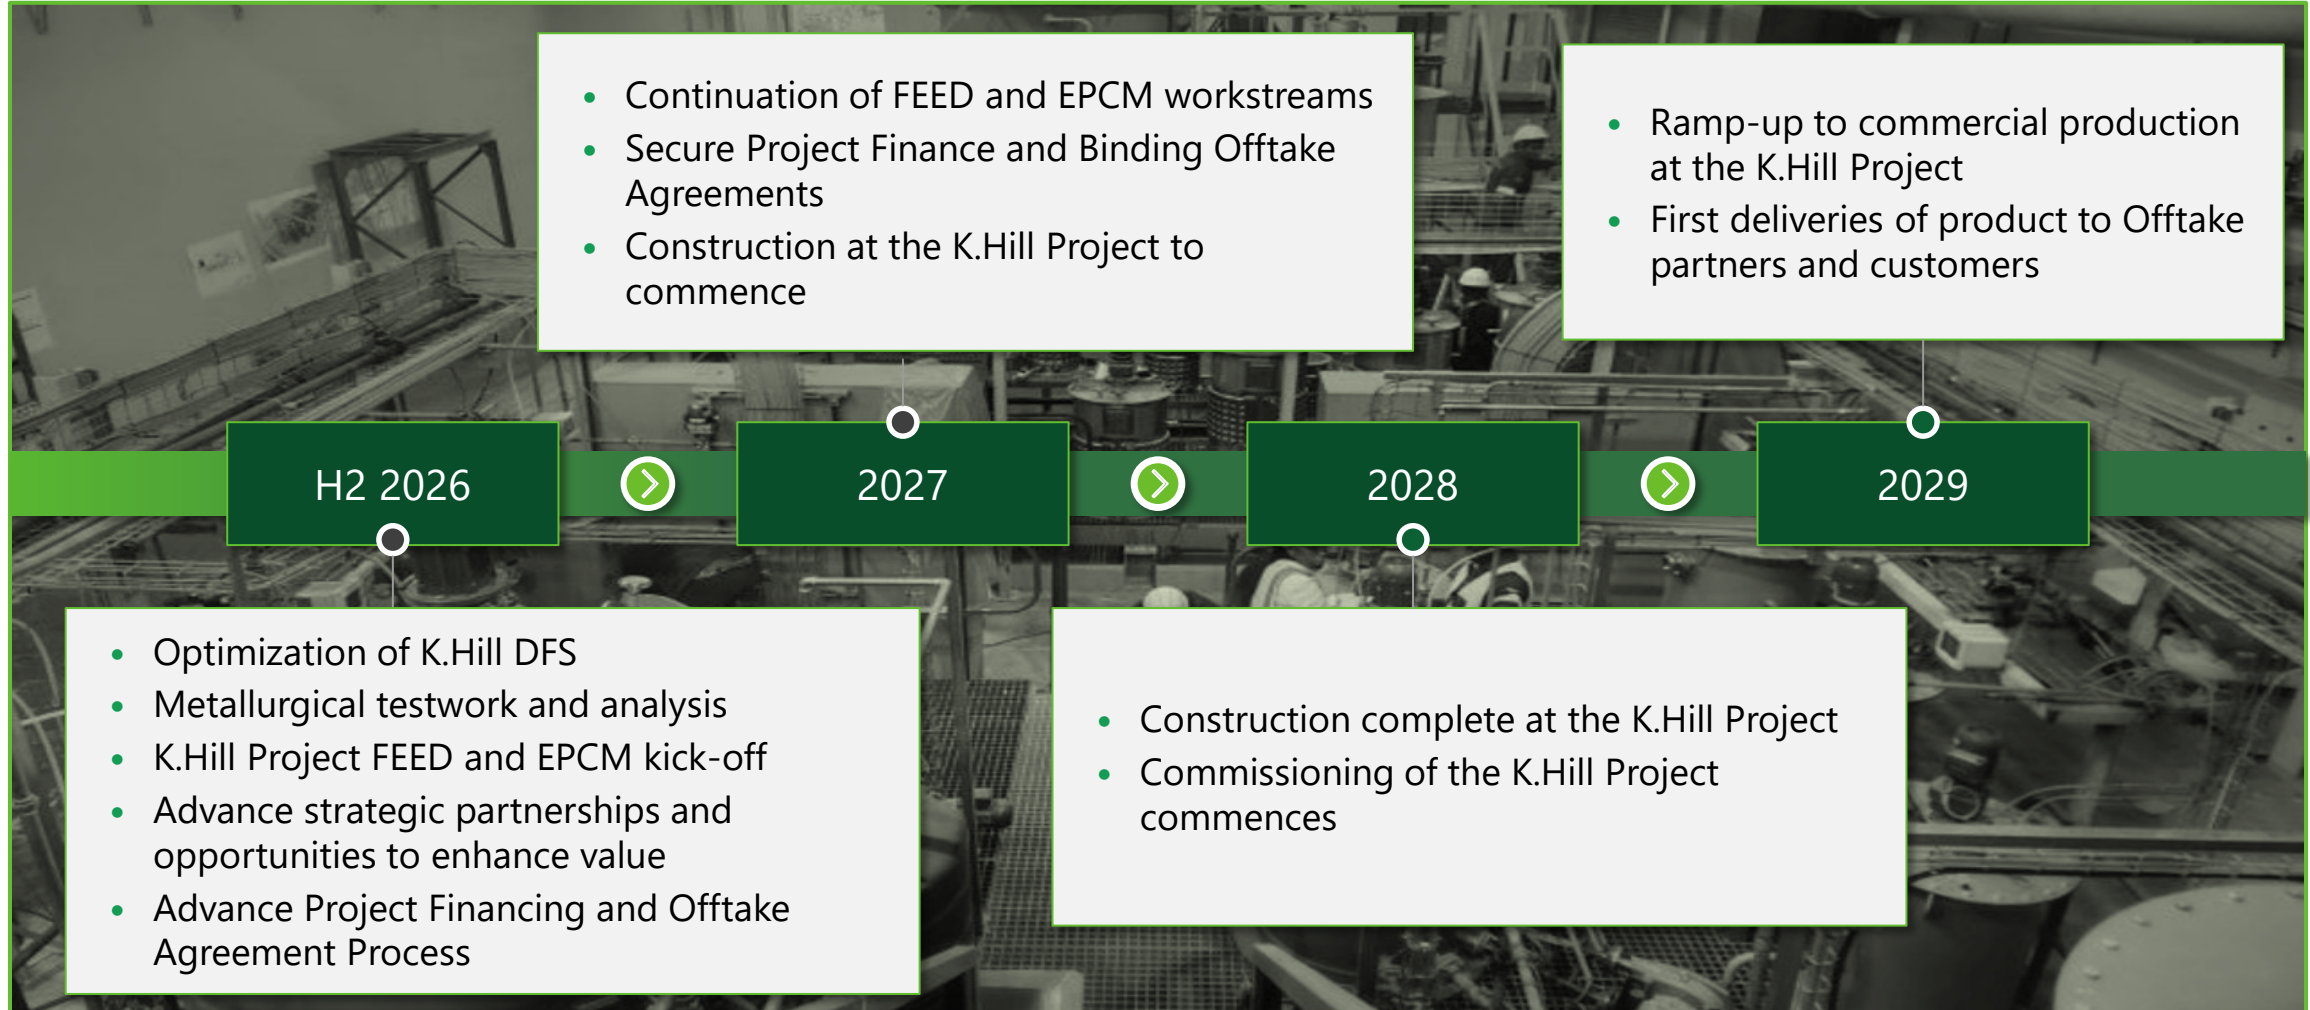 • Continuation of FEED and EPCM workstreams
• Secure Project Finance and Binding Offtake
Agreements
• Construction at the K.Hill Project to
commence
• Ramp-up to commercial production
at the K.Hill Project
• First deliveries of product to Offtake
partners and customers
H2 2026
2027
2028
2029
• Optimization of K.Hill DFS
• Metallurgical testwork and analysis
• K.Hill Project FEED and EPCM kick-off
• Advance strategic partnerships and
opportunities to enhance value
• Advance Project Financing and Offtake
Agreement Process
• Construction complete at the K.Hill Project
• Commissioning of the K.Hill Project
commences